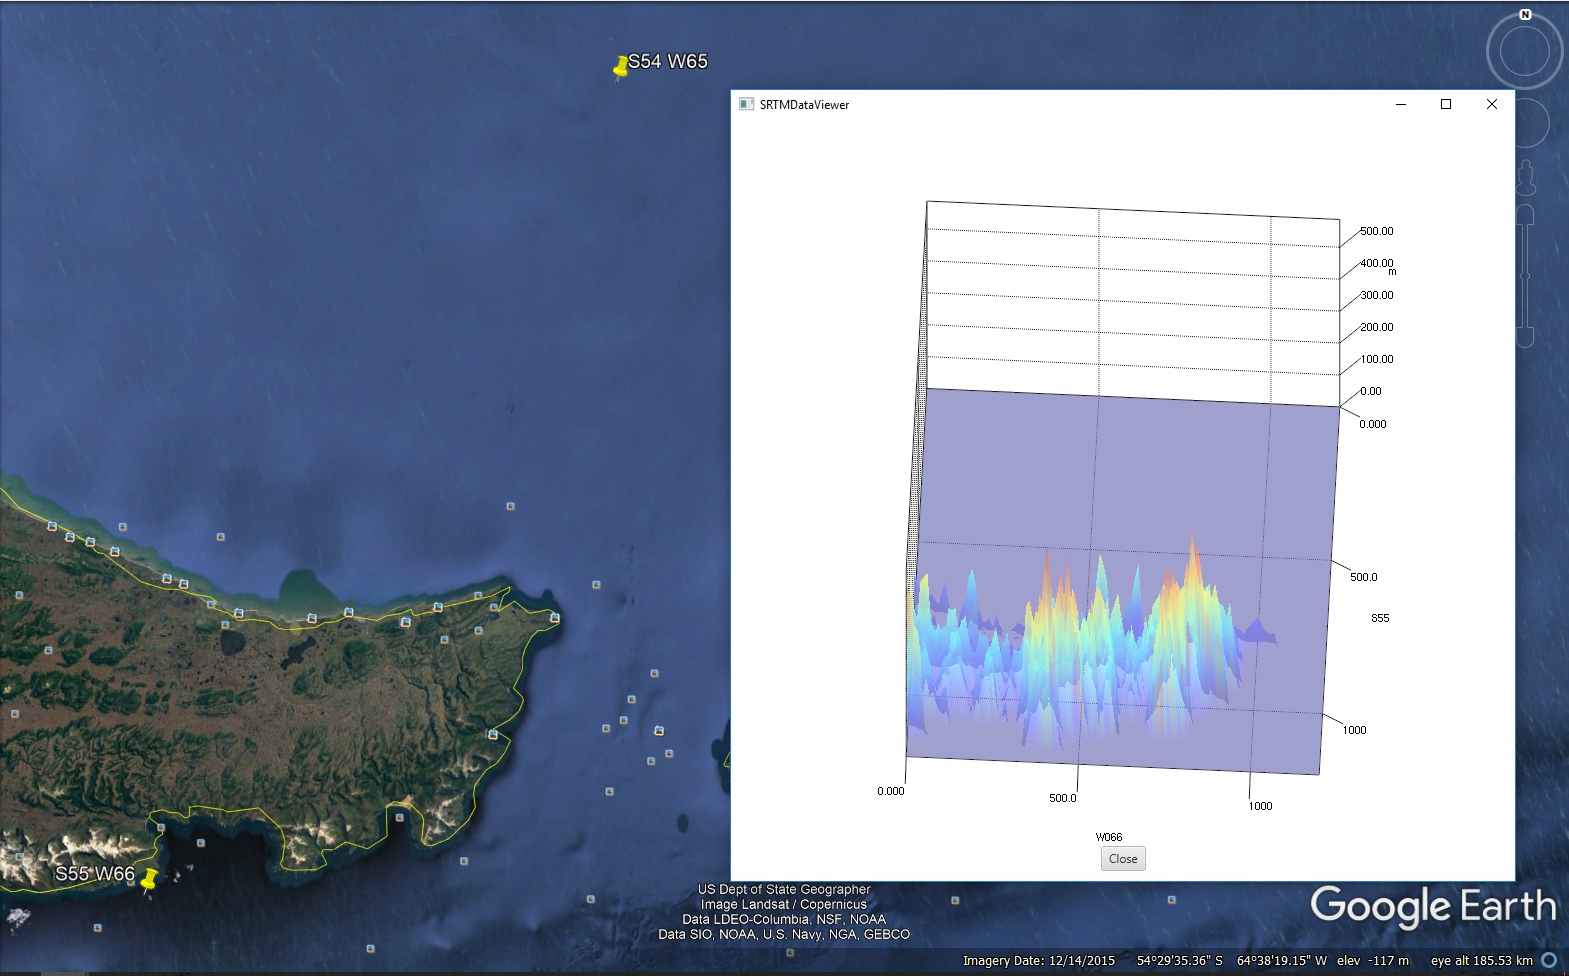 N
S54 W65
SRTMDataViewer
500.00
400.00
m
300.00
200.00
100.00
0.00
0.000
500.0
S55
1000
0.000
500.0
1000
W066
Close
S55 W66
US Dept of State Geographer
Image Landsat / Copernicus
Data LDEO-Columbia, NSF, NOAA
Data SIO, NOAA, U.S. Navy, NGA, GEBCO
Google Earth
Imagery Date: 12/14/2015 54°29'35.36" S 64°38'19.15" W elev -117 m eye alt 185.53 km